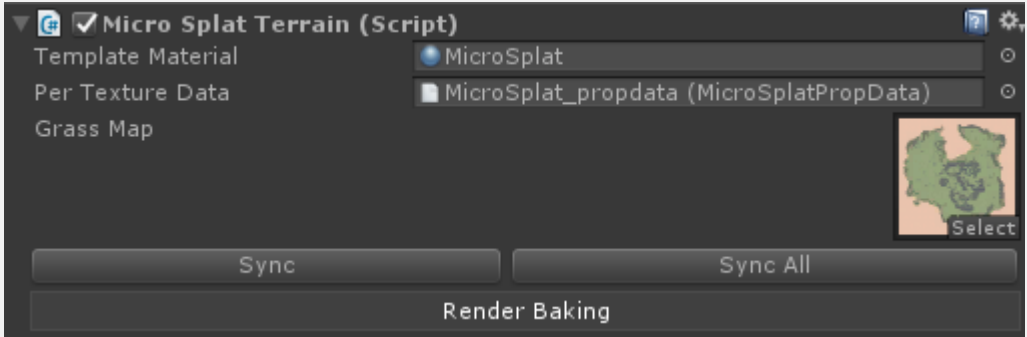 Micro Splat Terrain (Script)
Template Material MicroSplat
Per Texture Data MicroSplat_propdata (MicroSplatPropData)
Grass Map
Select
Sync Sync All
Render Baking